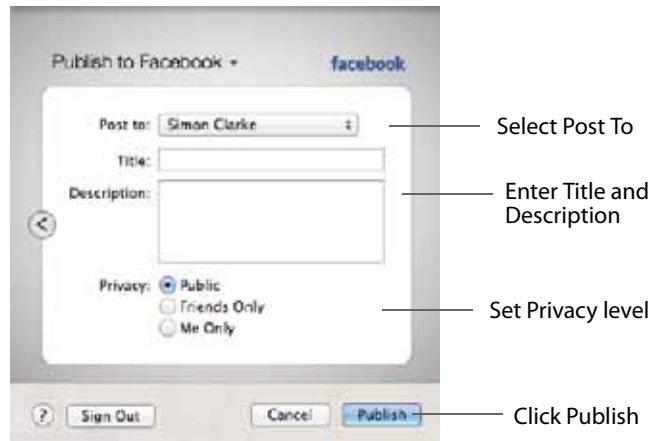 Publish to Facebook
facebook
Post to: Simon Clarke
Select Post To
Title:
Description:
Enter Title and
Description
Privacy: Public
Friends Only
Me Only
Set Privacy level
? Sign Out Cancel Publish
Click Publish